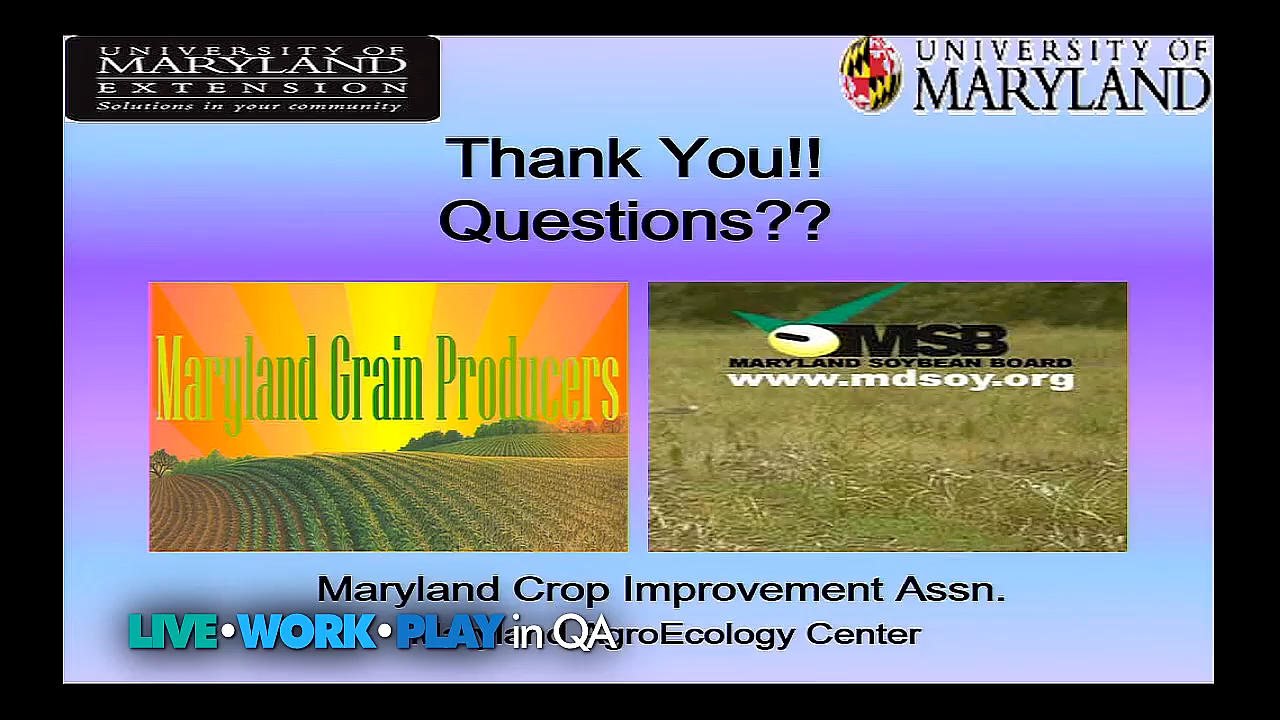 UNIVERSITY OF
MARYLAND
EXTENSION
Solutions in your community
UNIVERSITY OF
MARYLAND
Thank You!!
Questions??
Maryland Grain Producers
MSB
MARYLAND SOYBEAN BOARD
www.mdsoy.org
Maryland Crop Improvement Assn.
LIVE•WORK•PLAY in QA
AgroEcology Center